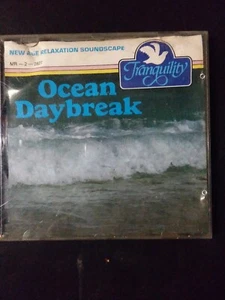 NEW AGE RELAXATION SOUNDSCAPE
Tranquility
Ocean
Daybreak